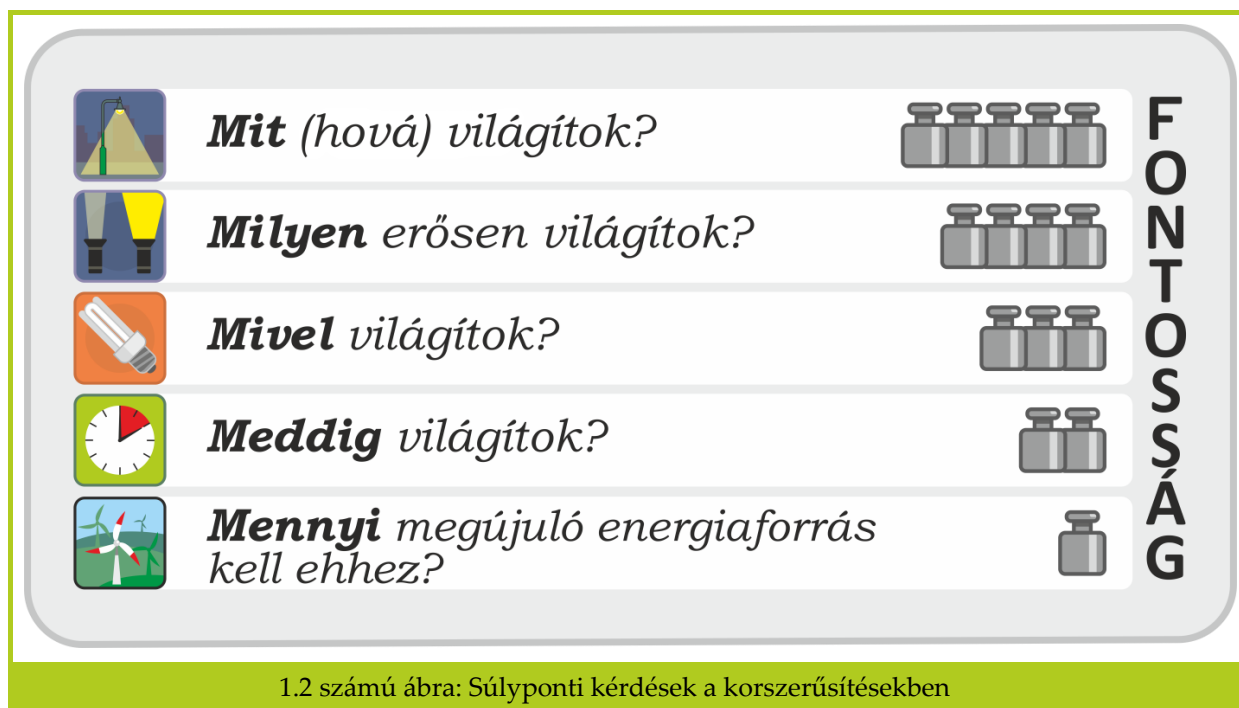 Mit (hová) világítok?
Milyen erősen világítok?
Mivel világítok?
Meddig világítok?
Mennyi megújuló energiaforrás
kell ehhez?
FONTOSSÁG
1.2 számú ábra: Súlyponti kérdések a korszerűsítésekben